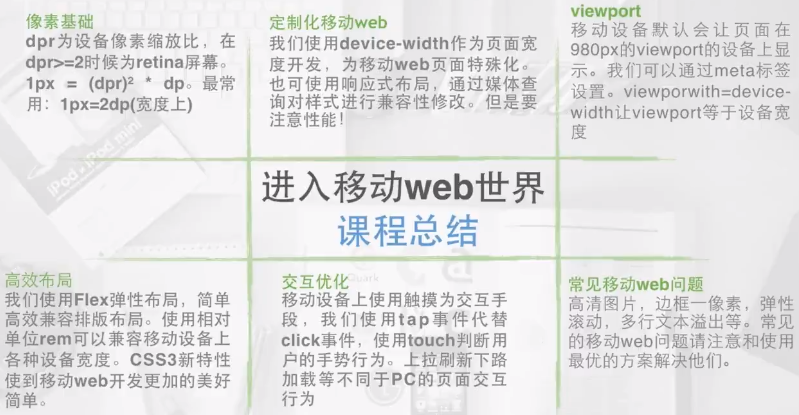 像素基础
dpr为设备像素缩放比，在
dpr>=2时候为retina屏幕。
1px = (dpr)² * dp。最常
用：1px=2dp(宽度上)
定制化移动web
我们使用device-width作为页面宽
度开发，为移动web页面特殊化。
也可使用响应式布局，通过媒体查
询对样式进行兼容性修改。但是要
注意性能！
viewport
移动设备默认会让页面在
980px的viewport的设备上显
示。我们可以通过meta标签
设置。viewporwith=device-
width让viewport等于设备宽
度
iPod · iPod mini
进入移动web世界
课程总结
高效布局
我们使用Flex弹性布局，简单
高效兼容排版布局。使用相对
单位rem可以兼容移动设备上
各种设备宽度。CSS3新特性
使到移动web开发更加的美好
简单。
交互优化
Quark
ca
移动设备上使用触摸为交互手
段，我们使用tap事件代替
click事件，使用touch判断用
户的手势行为。上拉刷新下路
加载等不同于PC的页面交互
行为
常见移动web问题
高清图片，边框一像素，弹性
滚动，多行文本溢出等。常见
的移动web问题请注意和使用
最优的方案解决他们。